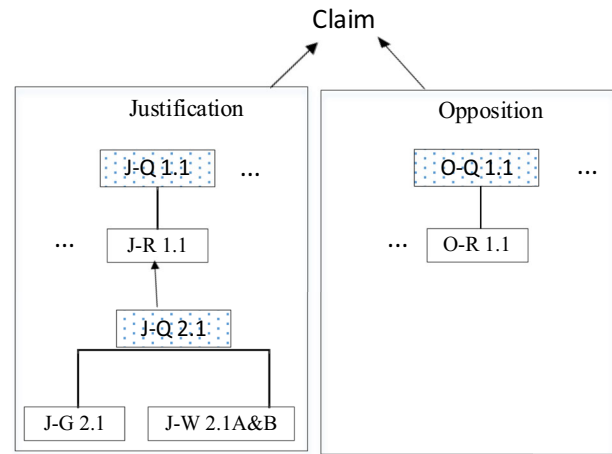 Claim
Justification
J-Q 1.1 ...
... J-R 1.1
J-Q 2.1
J-G 2.1 J-W 2.1A&B
Opposition
O-Q 1.1 ...
... O-R 1.1